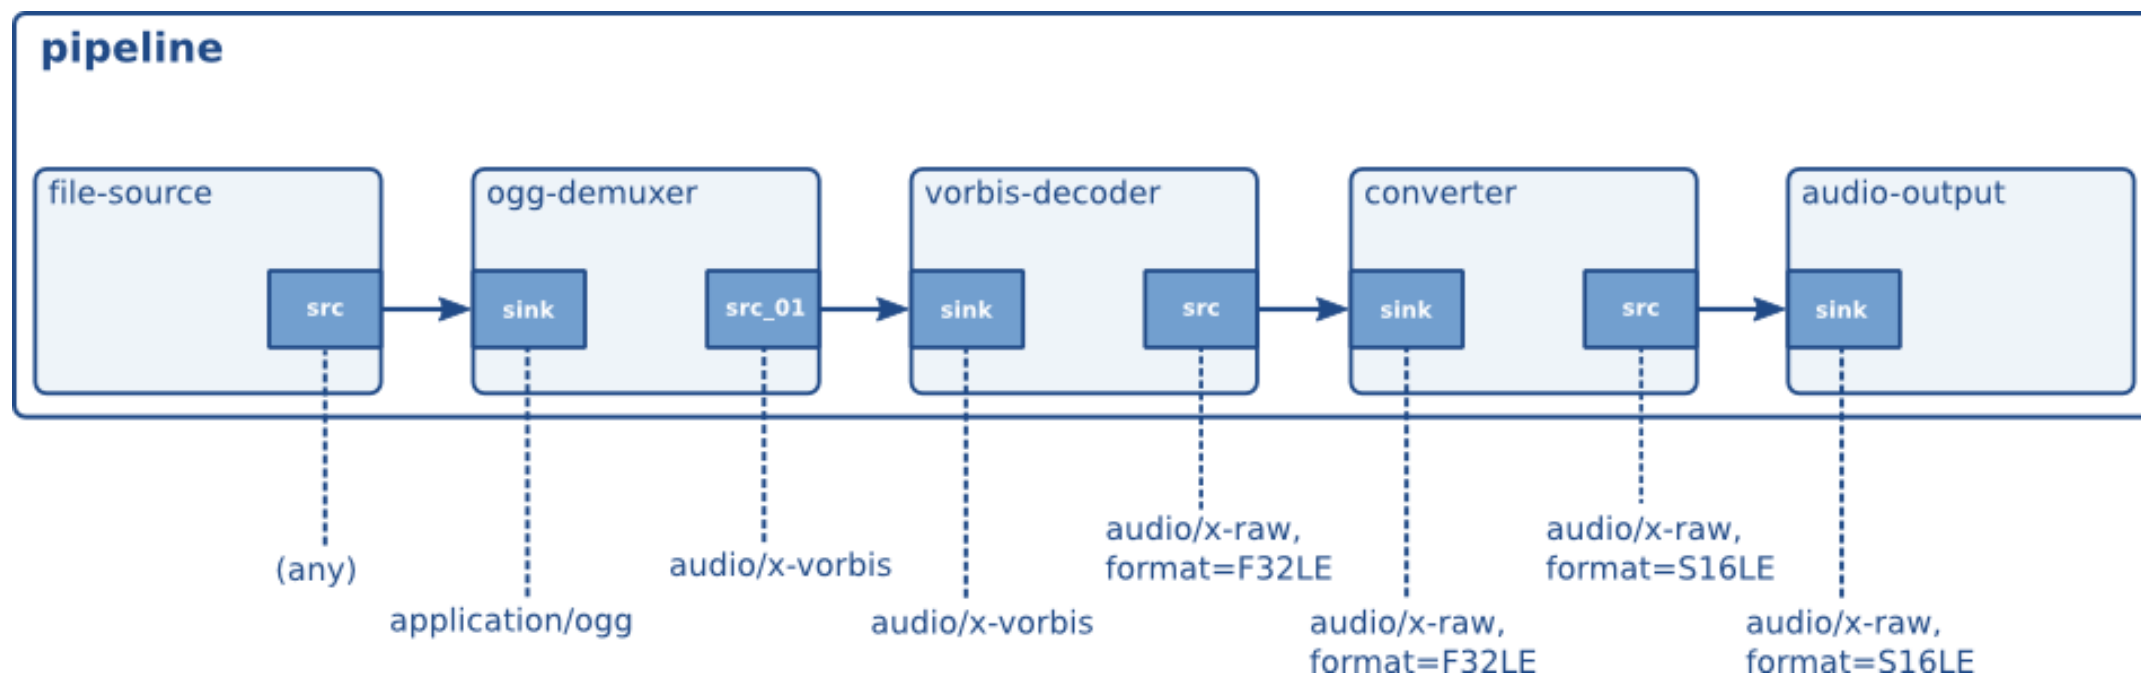 pipeline
file-source
ogg-demuxer
vorbis-decoder
converter
audio-output
src
sink
src_01
sink
src
sink
src
sink
(any)
application/ogg
audio/x-vorbis
audio/x-vorbis
audio/x-raw,
format=F32LE
audio/x-raw,
format=F32LE
audio/x-raw,
format=S16LE
audio/x-raw,
format=S16LE